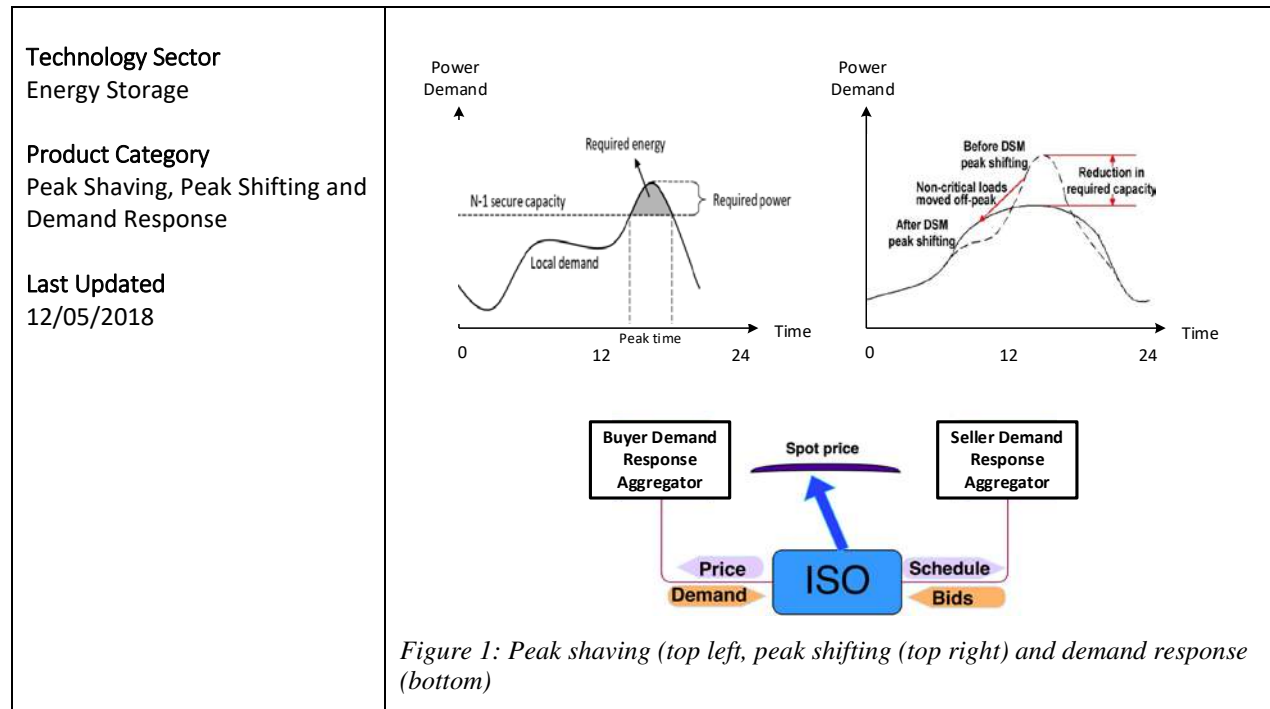 Technology Sector
Energy Storage
Product Category
Peak Shaving, Peak Shifting and
Demand Response
Last Updated
12/05/2018
Power
Demand
Required energy
N-1 secure capacity
Required power
Local demand
Peak time
Time
0
12
24
Power
Demand
Before DSM
peak shifting
Reduction in
required capacity
Non-critical loads
moved off-peak
After DSM
peak shifting
Time
0
12
24
Buyer Demand
Response
Aggregator
Spot price
Seller Demand
Response
Aggregator
Price
Demand
ISO
Schedule
Bids
Figure 1: Peak shaving (top left, peak shifting (top right) and demand response
(bottom)